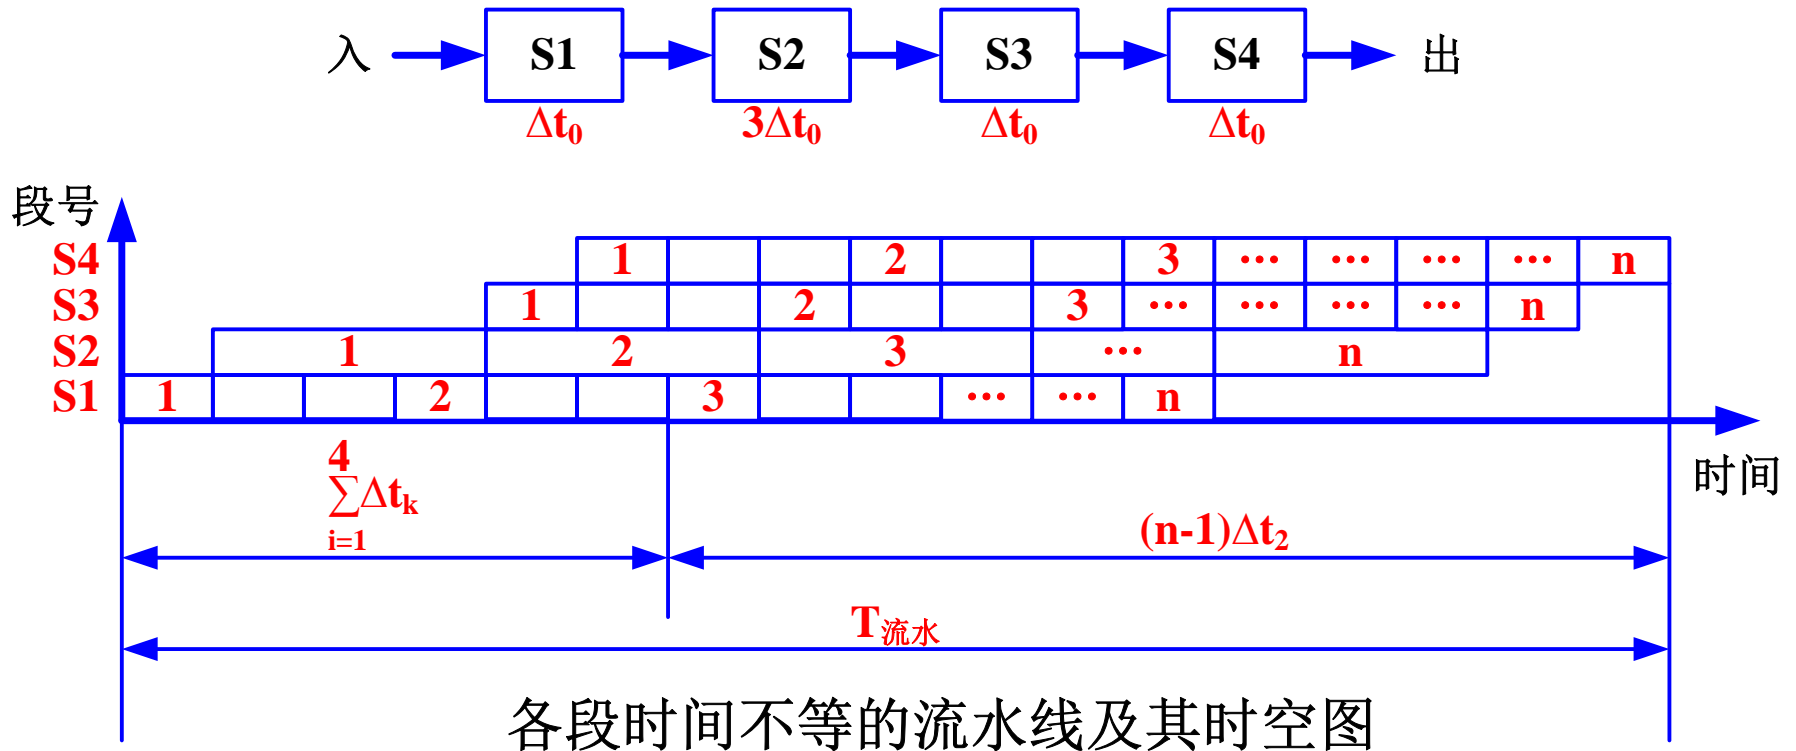 入 S1 S2 S3 S4 出
Δt₀ 3Δt₀ Δt₀ Δt₀
段号
S4 1 2 3 ... ... ... ... n
S3 1 2 3 ... ... ... ... n
S2 1 2 3 ... n
S1 1 2 3 ... ... n
时间
4
∑Δtₖ
i=1
(n-1)Δt₂
T流水
各段时间不等的流水线及其时空图